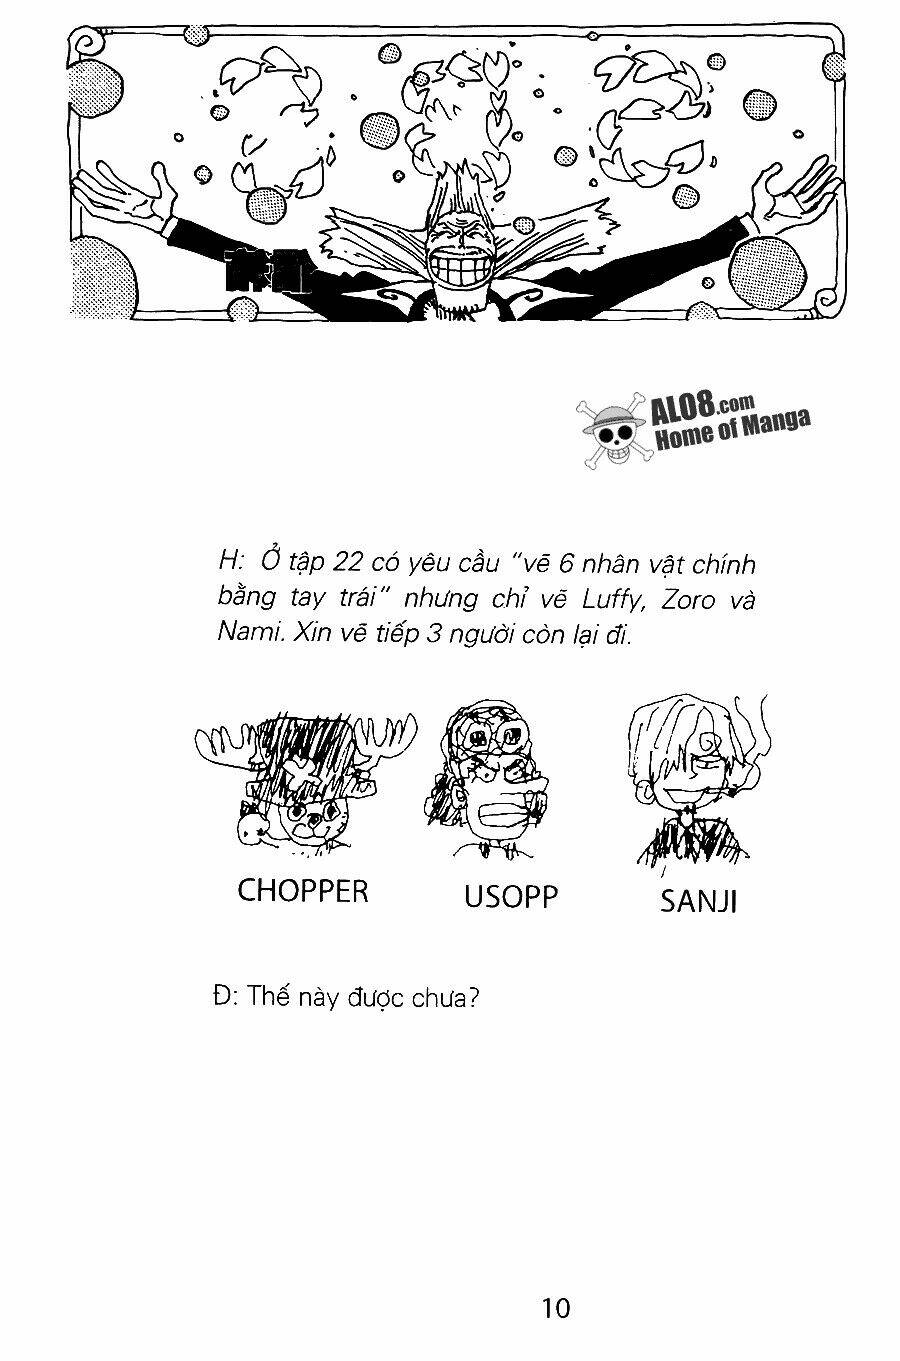 AL08.com
Home of Manga
H: Ở tập 22 có yêu cầu "vẽ 6 nhân vật chính
bằng tay trái" nhưng chỉ vẽ Luffy, Zoro và
Nami. Xin vẽ tiếp 3 người còn lại đi.
CHOPPER USOPP SANJI
Đ: Thế này được chưa?
10